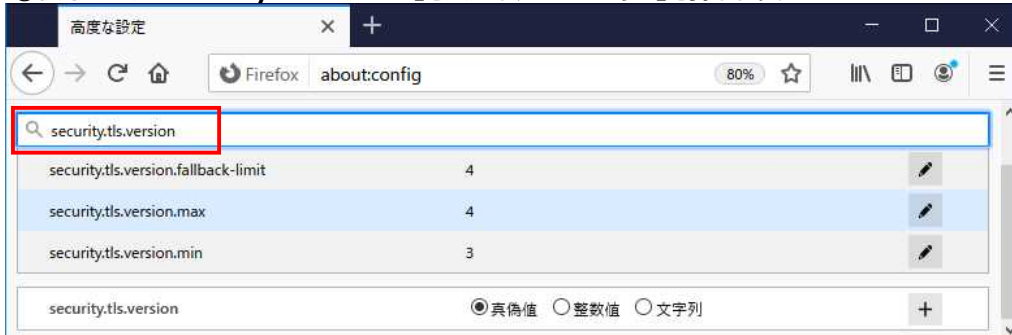 高度な設定
Firefox about:config 80%
security.tls.version
security.tls.version.fallback-limit 4
security.tls.version.max 4
security.tls.version.min 3
security.tls.version 真偽値 整数値 文字列